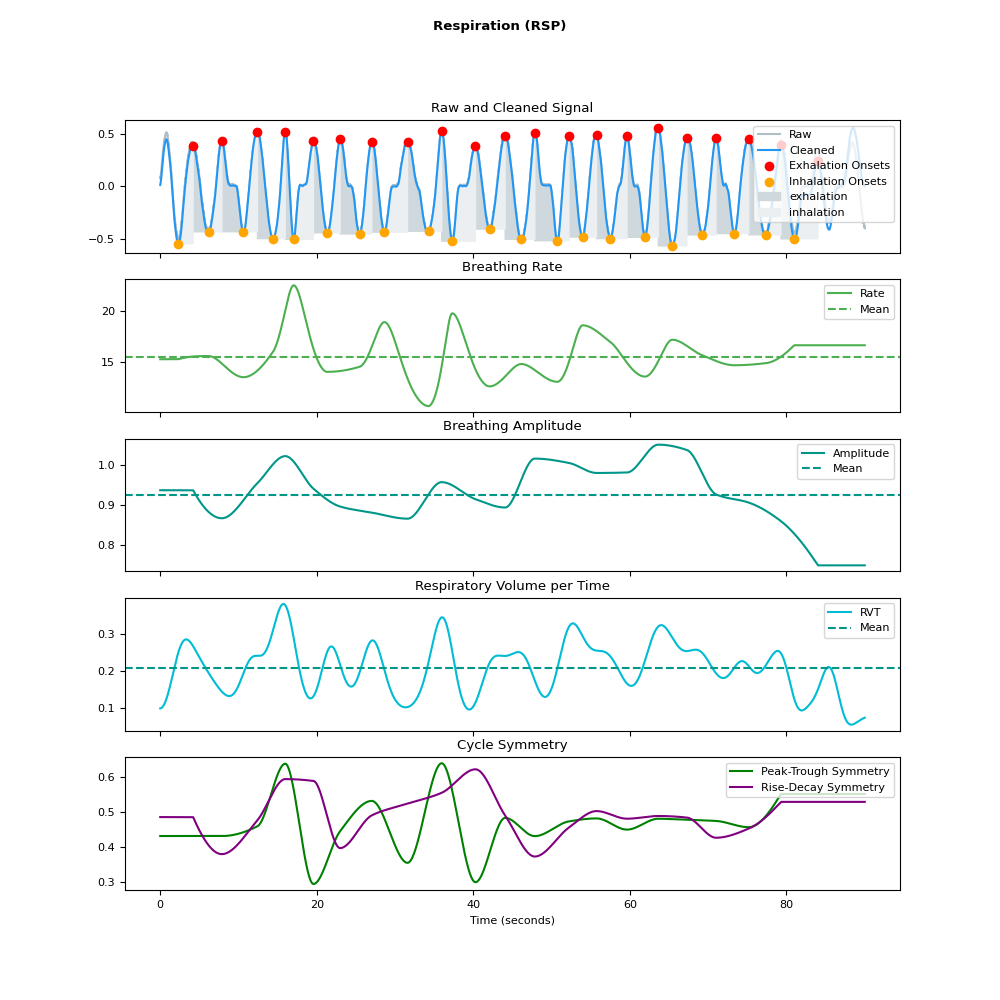 Respiration (RSP)
Raw and Cleaned Signal
0.5
0.0
−0.5
Raw
Cleaned
Exhalation Onsets
Inhalation Onsets
exhalation
inhalation
Breathing Rate
20
15
Rate
Mean
Breathing Amplitude
1.0
0.9
0.8
Amplitude
Mean
Respiratory Volume per Time
0.3
0.2
0.1
RVT
Mean
Cycle Symmetry
0.6
0.5
0.4
0.3
Peak-Trough Symmetry
Rise-Decay Symmetry
0 20 40 60 80
Time (seconds)